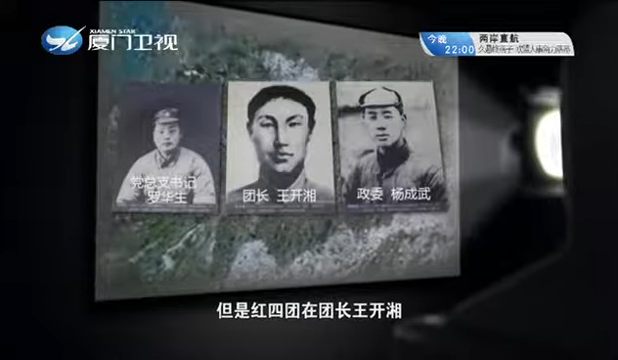 XIAMEN STAR
厦门卫视
今晚
22:00
两岸直航
党总支书记
罗华生
团长 王开湘
政委 杨成武
但是红四团在团长王开湘